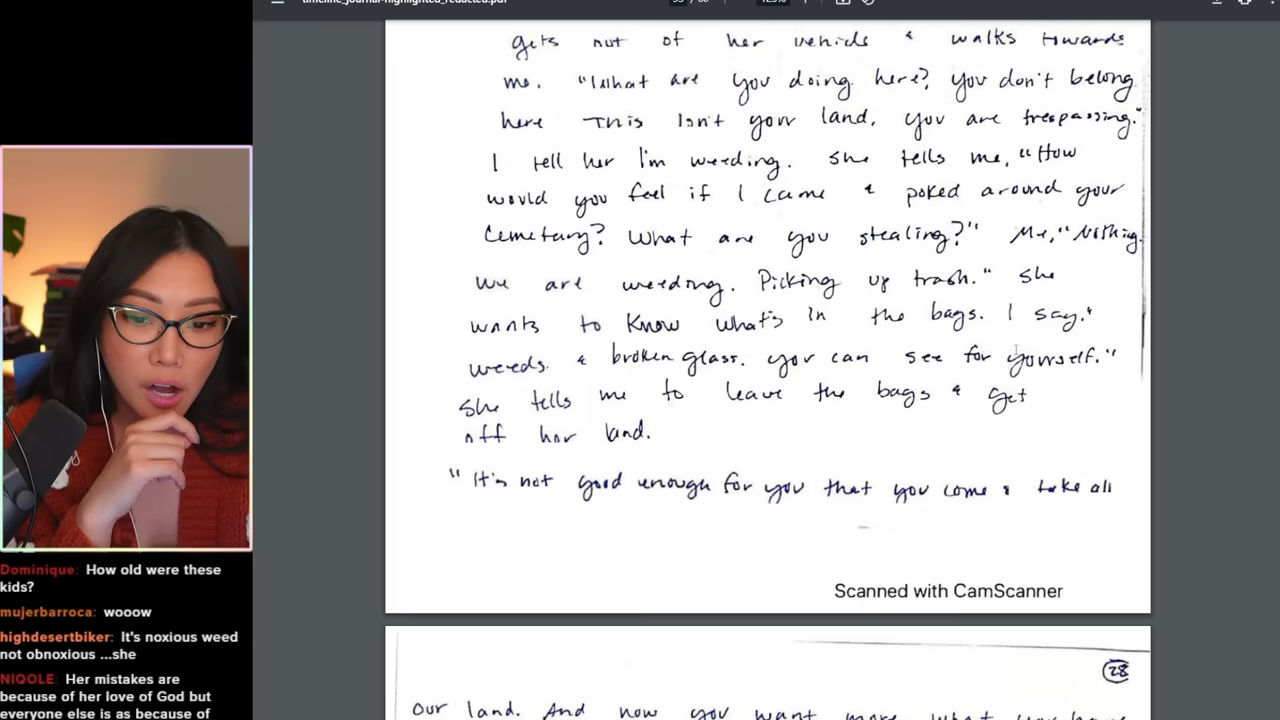 timeline_journal-highlighted_redacted.pdf
gets out of her vehicle & walks towards
me. "What are you doing here? you don't belong
here This isn't your land, you are trespassing."
I tell her I'm weeding. She tells me, "How
would you feel if I came & poked around your
Cemetary? What are you stealing?" Me, "Nothing.
we are weeding. Picking up trash." She
wants to know what's in the bags. I say, "
weeds & broken glass. you can see for yourself."
She tells me to leave the bags & get
off her land.
"It's not good enough for you that you come & take all
Scanned with CamScanner
28
our land. And now you want more. What
Dominique: How old were these
kids?
mujerbarroca: wooow
highdesertbiker: It's noxious weed
not obnoxious ...she
NIQOLE: Her mistakes are
because of her love of God but
everyone else is as because of